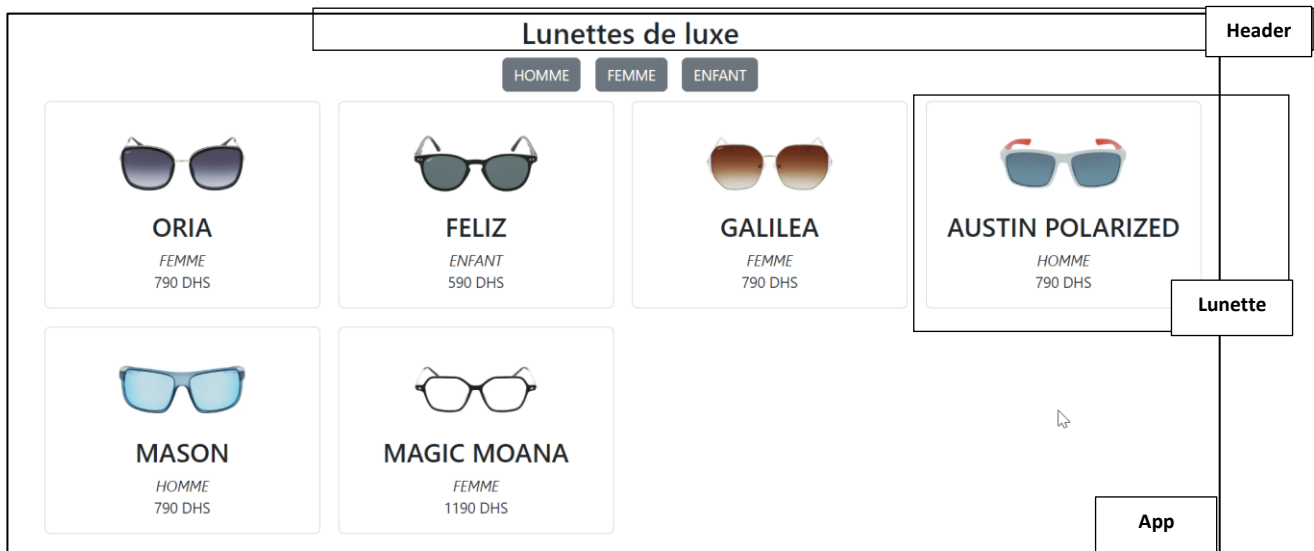 Lunettes de luxe
Header
HOMME FEMME ENFANT
ORIA
FEMME
790 DHS
FELIZ
ENFANT
590 DHS
GALILEA
FEMME
790 DHS
AUSTIN POLARIZED
HOMME
790 DHS
Lunette
MASON
HOMME
790 DHS
MAGIC MOANA
FEMME
1190 DHS
App